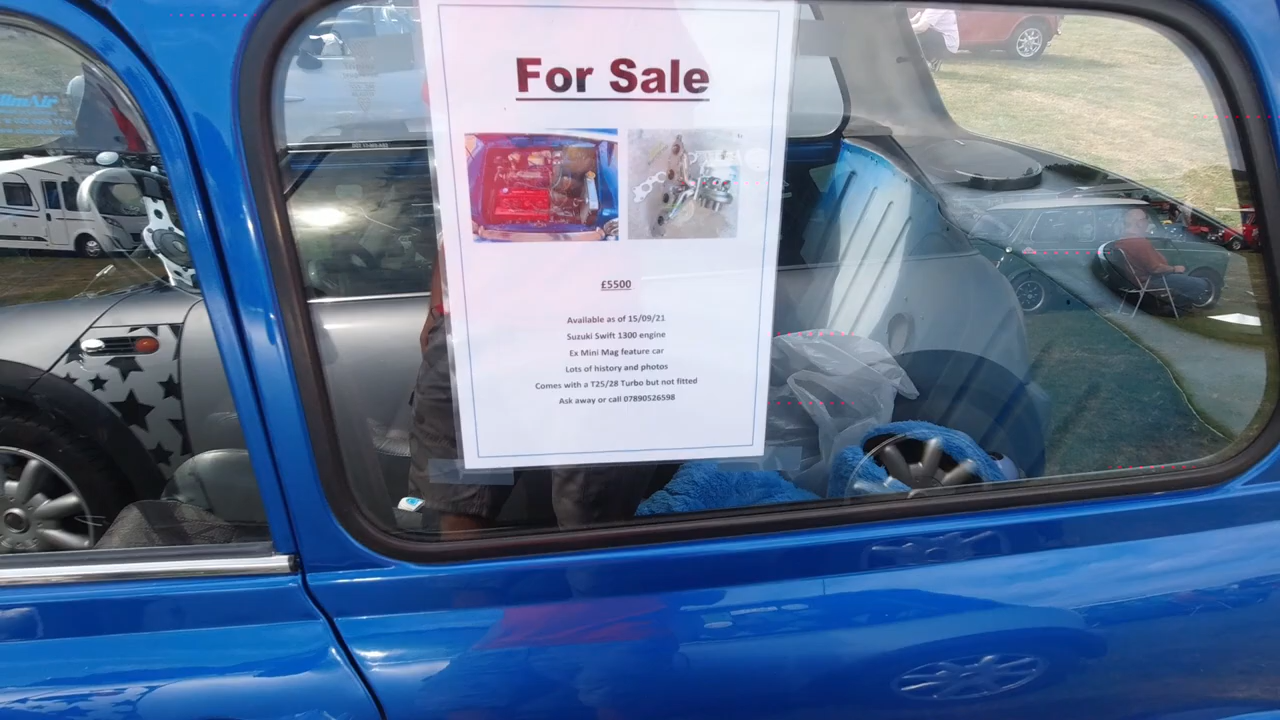 For Sale
£5500
Available as of 15/09/21
Suzuki Swift 1300 engine
Ex Mini Mag feature car
Lots of history and photos
Comes with a T25/28 Turbo but not fitted
Ask away or call 07890526598